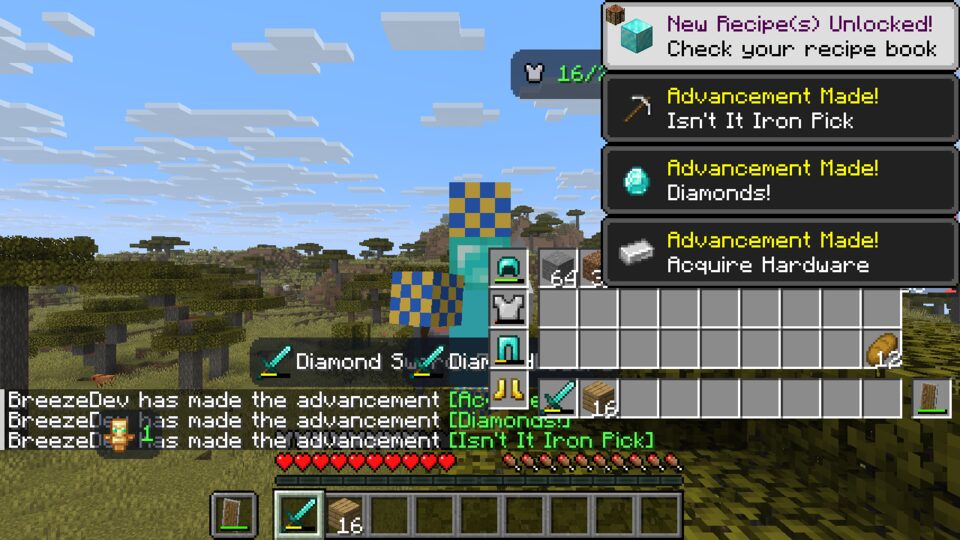 New Recipe(s) Unlocked!
Check your recipe book
16/
Advancement Made!
Isn't It Iron Pick
Advancement Made!
Diamonds!
Advancement Made!
Acquire Hardware
64
12
Diamond
16
BreezeDev has made the advancement
BreezeDev has made the advancement [Diamonds!]
has made the advancement [Isn't It Iron Pick]
1
16